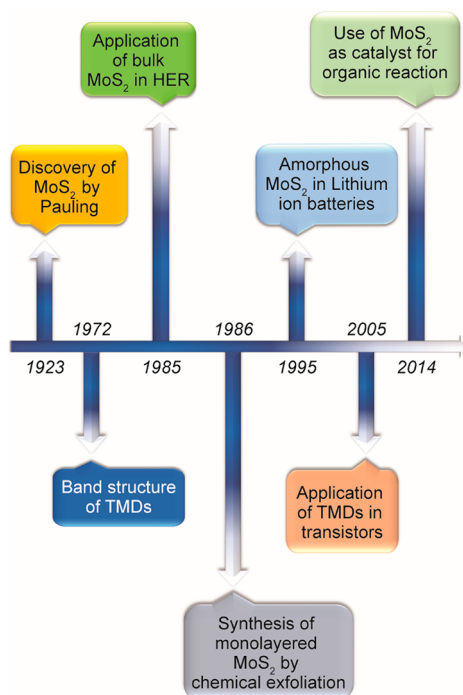 Application
of bulk
MoS₂ in HER
Use of MoS₂
as catalyst for
organic reaction
Discovery of
MoS₂ by
Pauling
Amorphous
MoS₂ in Lithium
ion batteries
1972
1986
2005
1923
1985
1995
2014
Band structure
of TMDs
Application
of TMDs in
transistors
Synthesis of
monolayered
MoS₂ by
chemical exfoliation